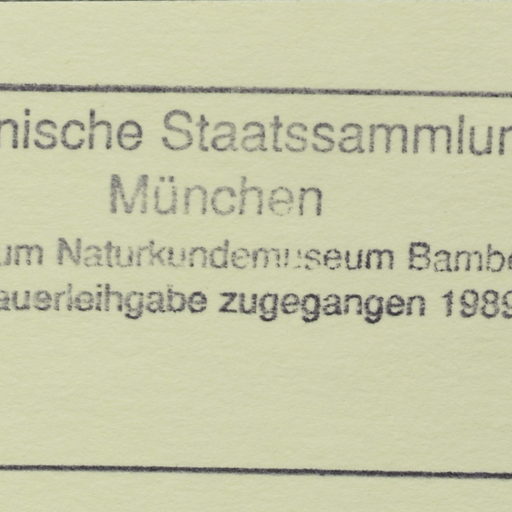 nische Staatssammlun
München
um Naturkundemuseum Bambe
auerleihgabe zugegangen 1989